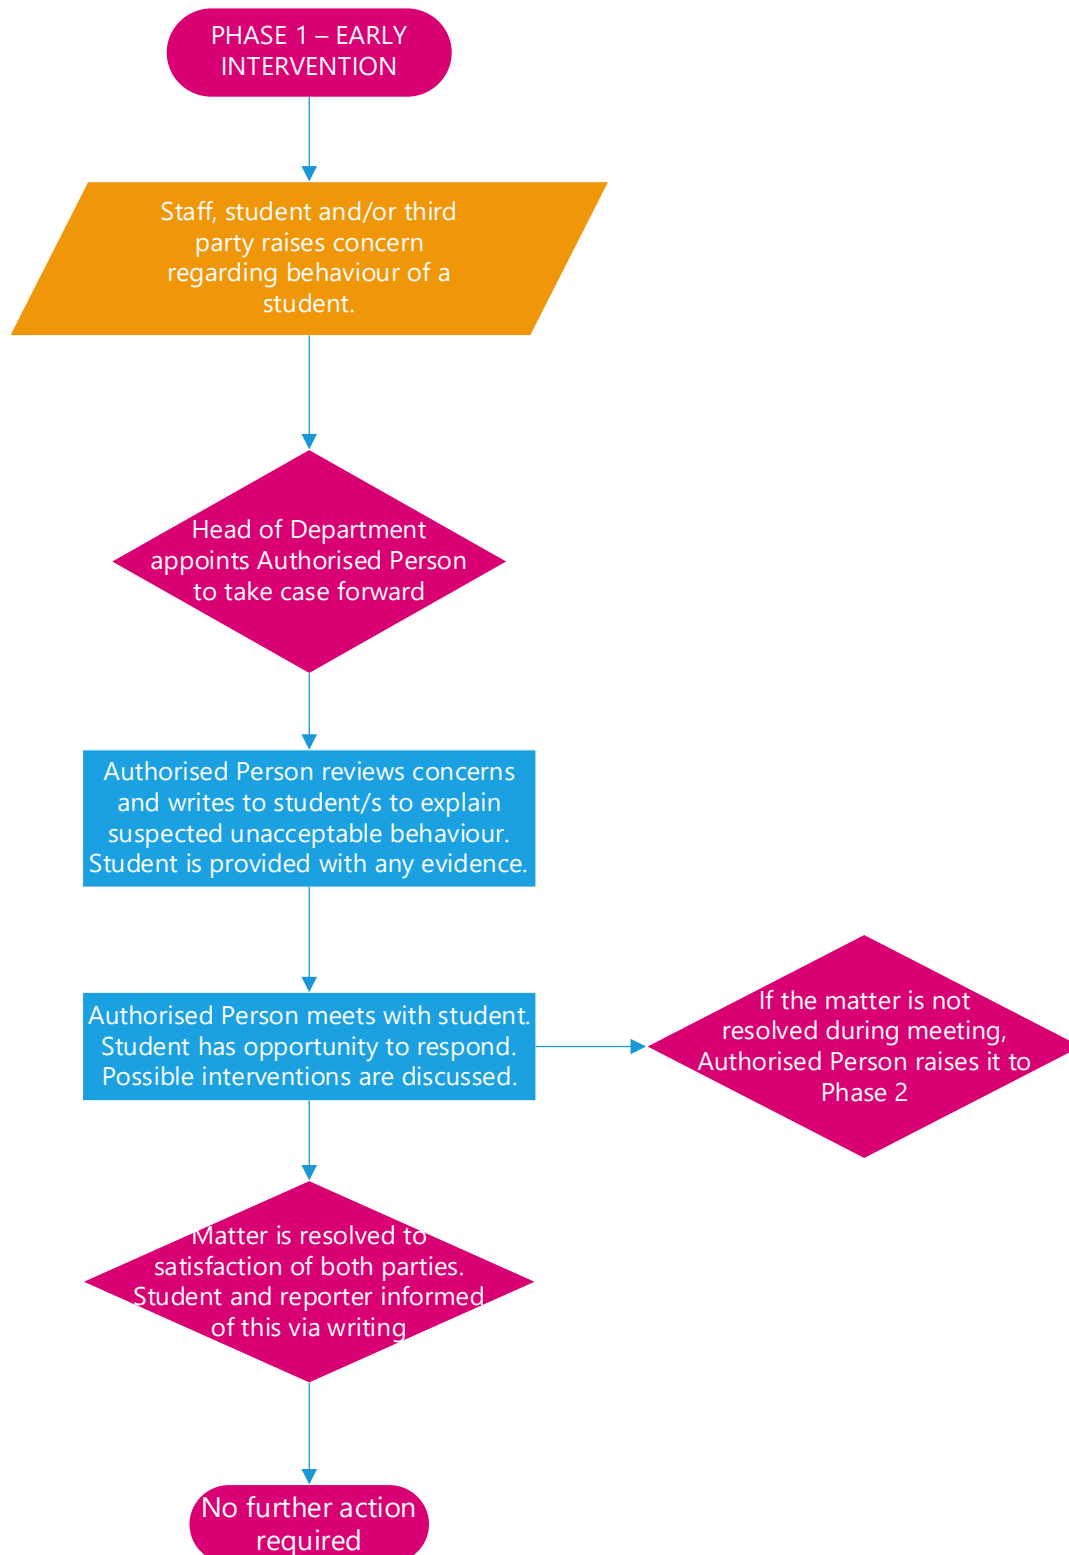 PHASE 1 – EARLY
INTERVENTION
Staff, student and/or third
party raises concern
regarding behaviour of a
student.
Head of Department
appoints Authorised Person
to take case forward
Authorised Person reviews concerns
and writes to student/s to explain
suspected unacceptable behaviour.
Student is provided with any evidence.
Authorised Person meets with student.
Student has opportunity to respond.
Possible interventions are discussed.
If the matter is not
resolved during meeting,
Authorised Person raises it to
Phase 2
Matter is resolved to
satisfaction of both parties.
Student and reporter informed
of this via writing
No further action
required